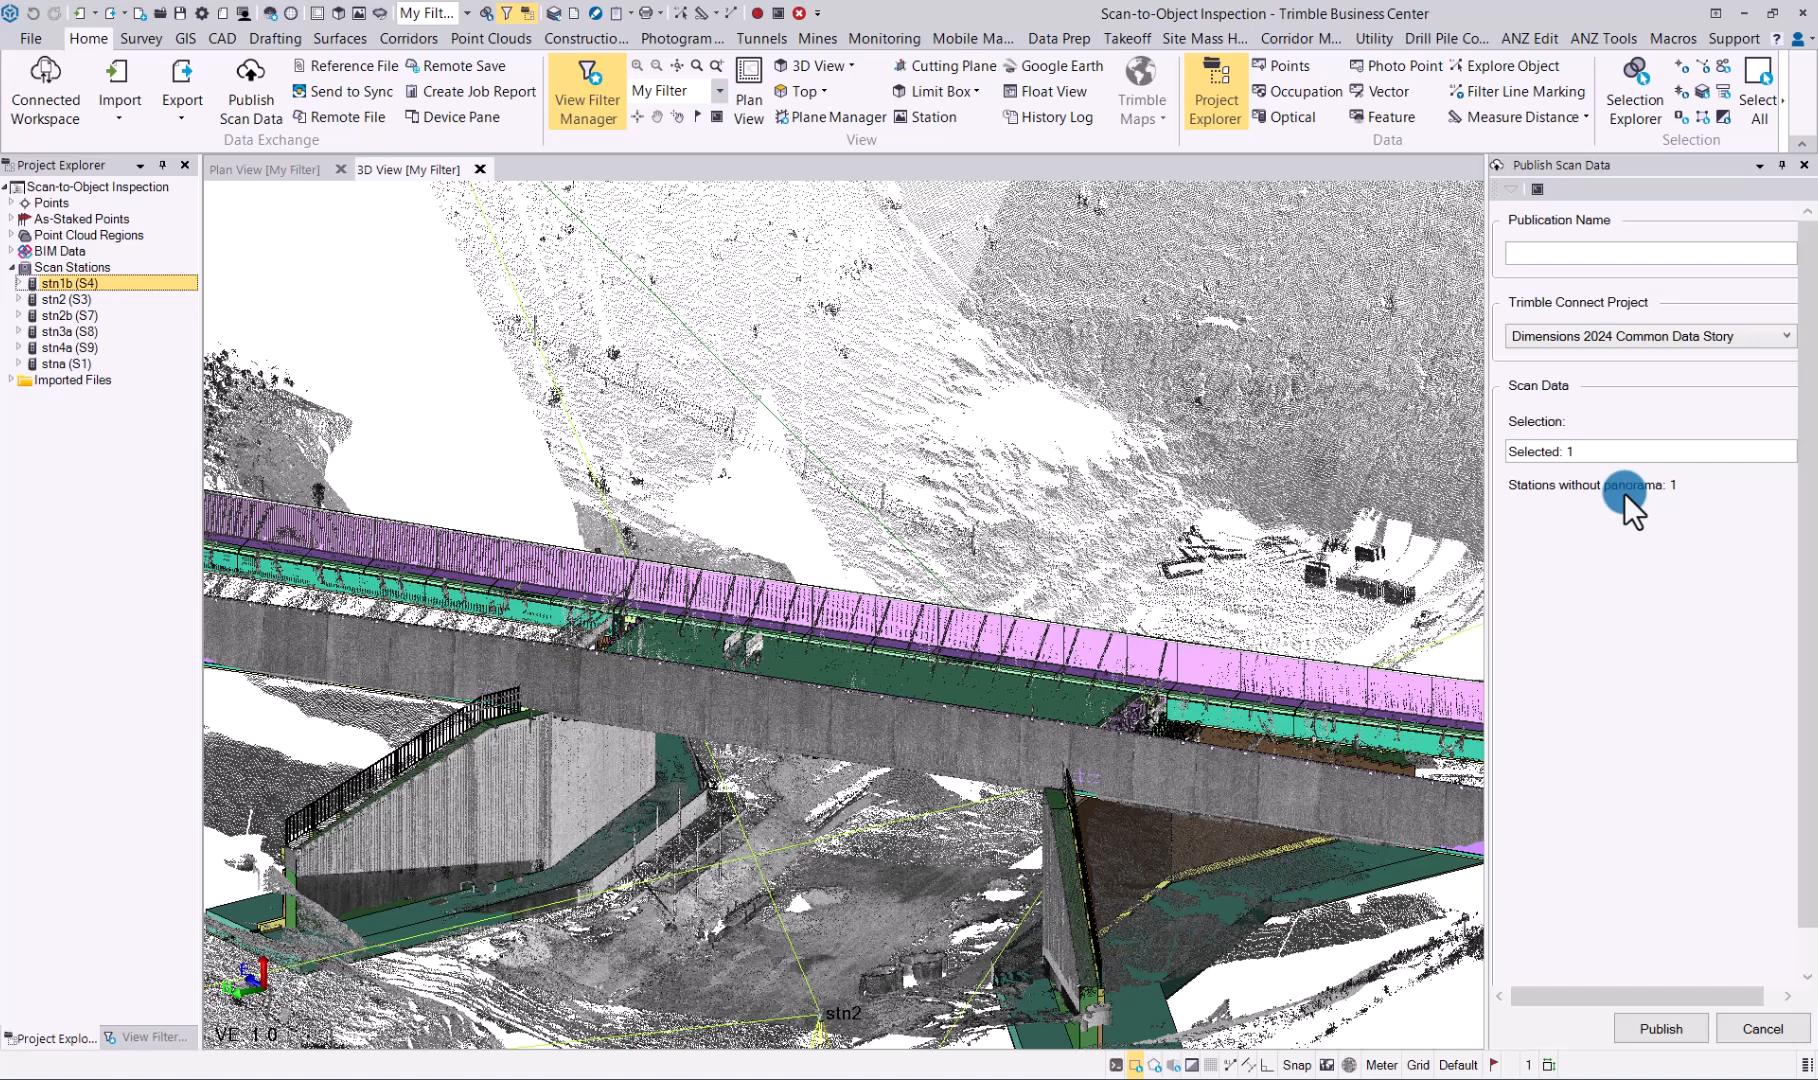 My Filt...
Scan-to-Object Inspection - Trimble Business Center
File Home Survey GIS CAD Drafting Surfaces Corridors Point Clouds Constructio... Photogram... Tunnels Mines Monitoring Mobile Ma... Data Prep Takeoff Site Mass H... Corridor M... Utility Drill Pile Co... ANZ Edit ANZ Tools Macros Support ?
Connected Workspace
Import
Export
Publish Scan Data
Reference File
Send to Sync
Remote File
Remote Save
Create Job Report
Device Pane
Data Exchange
View Filter Manager
My Filter
Plan View
3D View
Top
Plane Manager
Cutting Plane
Limit Box
Station
Google Earth
Float View
History Log
View
Trimble Maps
Project Explorer
Points
Occupation
Optical
Photo Point
Vector
Feature
Explore Object
Filter Line Marking
Measure Distance
Data
Selection Explorer
Select All
Selection
Project Explorer
Scan-to-Object Inspection
Points
As-Staked Points
Point Cloud Regions
BIM Data
Scan Stations
stn1b (S4)
stn2 (S3)
stn2b (S7)
stn3a (S8)
stn4a (S9)
stna (S1)
Imported Files
Plan View [My Filter]
3D View [My Filter]
stn2
VE 1.0
Publish Scan Data
Publication Name
Trimble Connect Project
Dimensions 2024 Common Data Story
Scan Data
Selection:
Selected: 1
Stations without panorama: 1
Publish Cancel
Project Explo... View Filter...
Snap Meter Grid Default 1